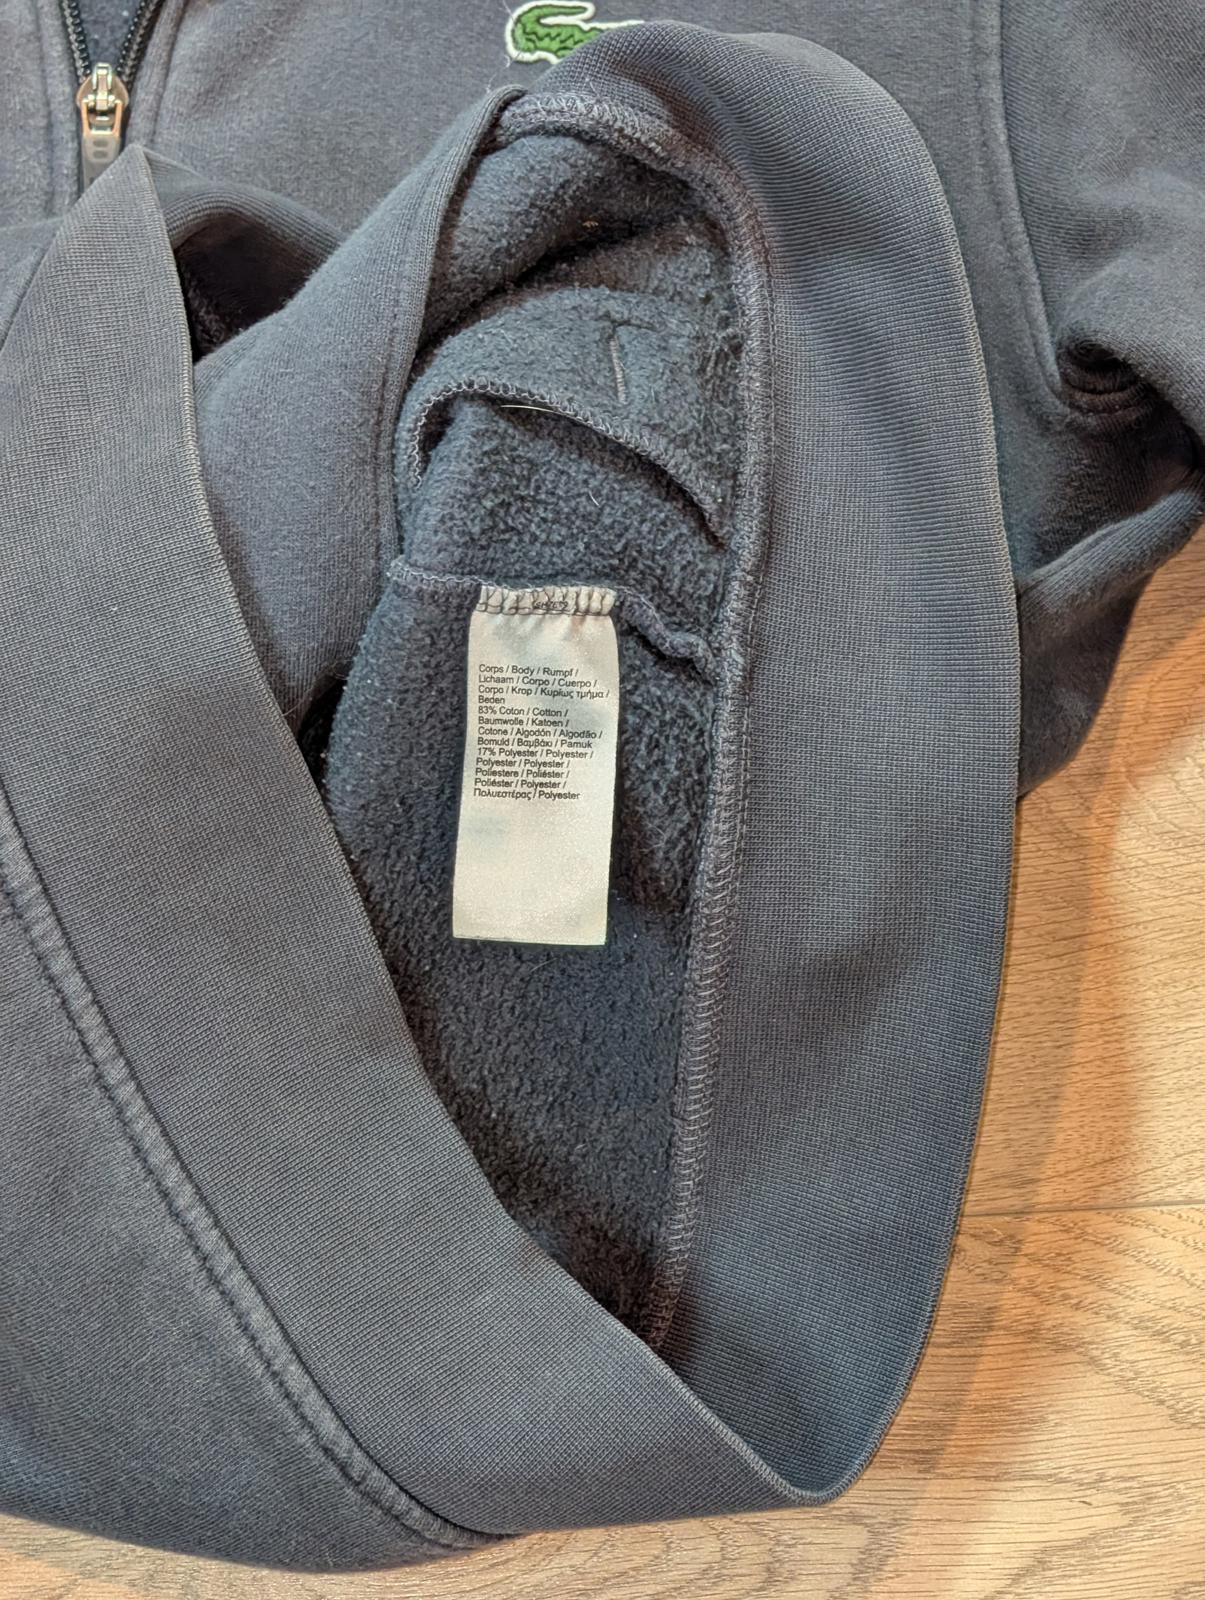 Corps / Body / Rumpf /
Lichaam / Corpo / Cuerpo /
Corpo / Krop / Κυρίως τμήμα /
Beden
83% Coton / Cotton /
Baumwolle / Katoen /
Cotone / Algodón / Algodão /
Bomuld / Βαμβάκι / Pamuk
17% Polyester / Polyester /
Polyester / Polyester /
Poliestere / Poliéster /
Poliéster / Polyester /
Πολυεστέρας / Polyester